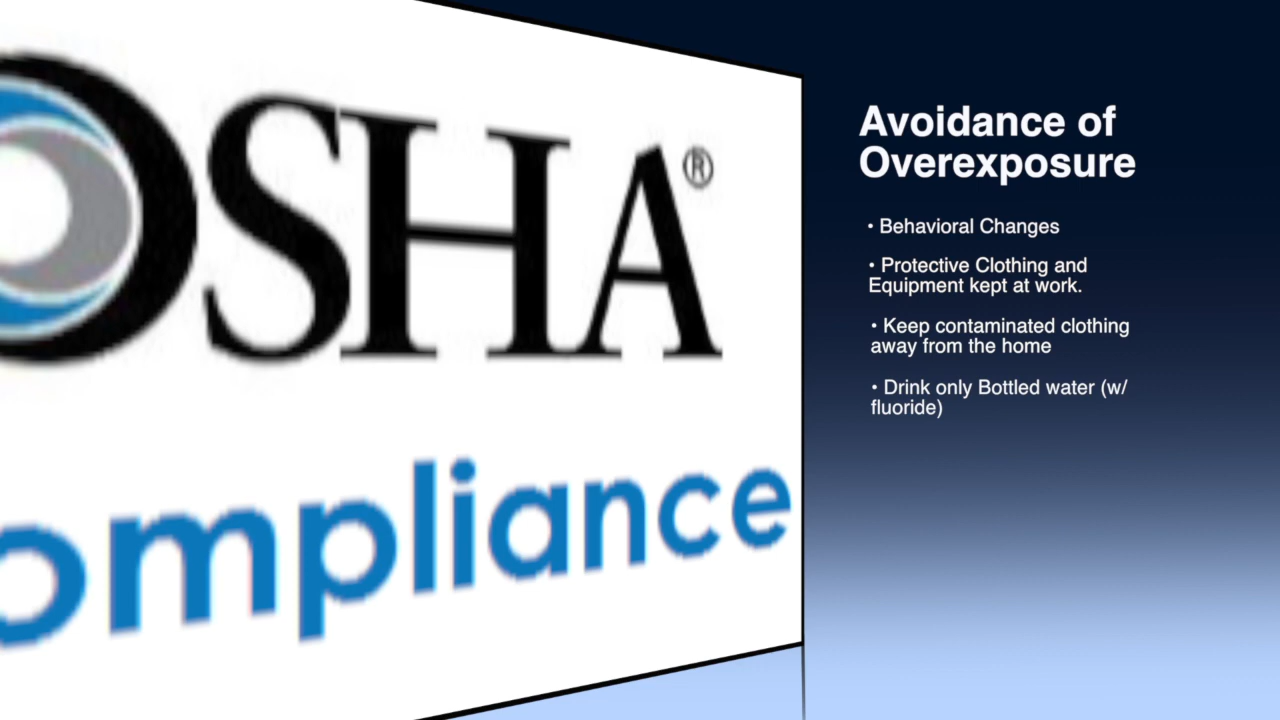 OSHA®
ompliance
Avoidance of
Overexposure
• Behavioral Changes
• Protective Clothing and
Equipment kept at work.
• Keep contaminated clothing
away from the home
• Drink only Bottled water (w/
fluoride)